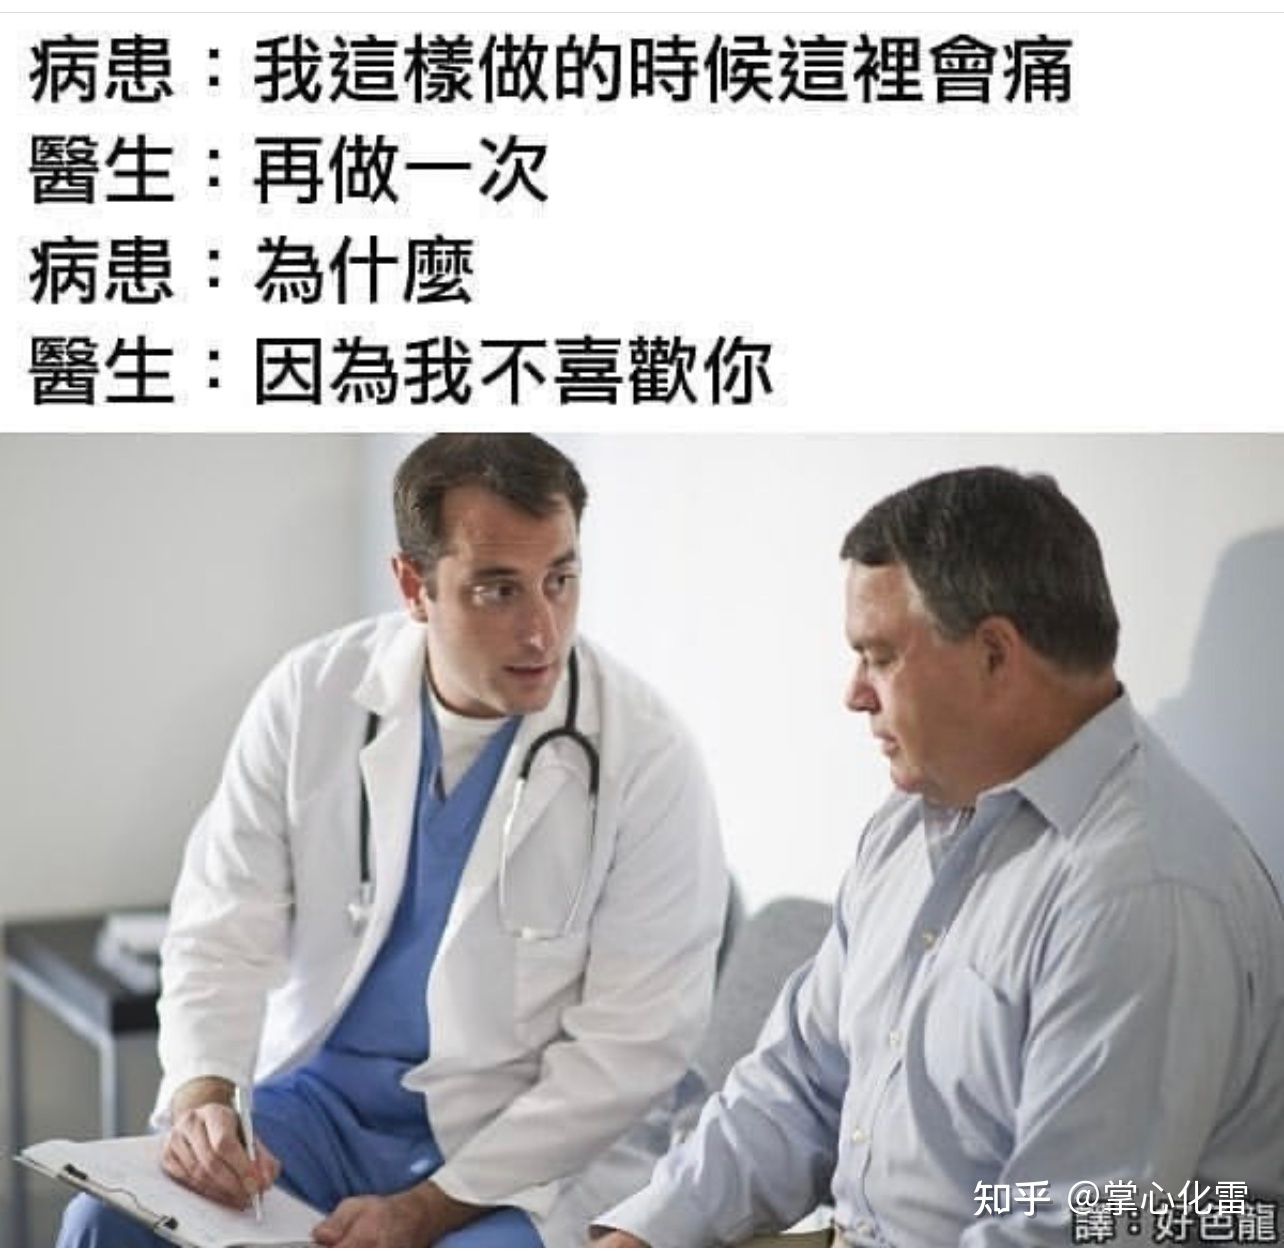 病患：我這樣做的時候這裡會痛
醫生：再做一次
病患：為什麼
醫生：因為我不喜歡你
知乎 @掌心化雷
譯：好色龍